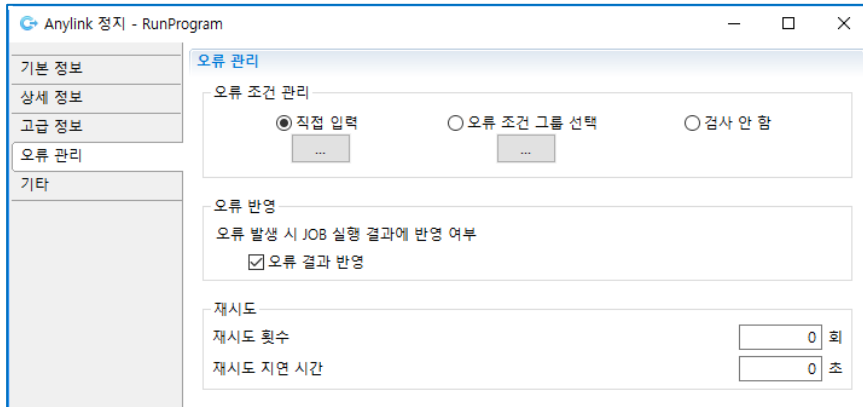 Anylink 정지 - RunProgram
기본 정보
상세 정보
고급 정보
오류 관리
기타
오류 관리
오류 조건 관리
직접 입력 오류 조건 그룹 선택 검사 안 함
... ...
오류 반영
오류 발생 시 JOB 실행 결과에 반영 여부
오류 결과 반영
재시도
재시도 횟수 0 회
재시도 지연 시간 0 초